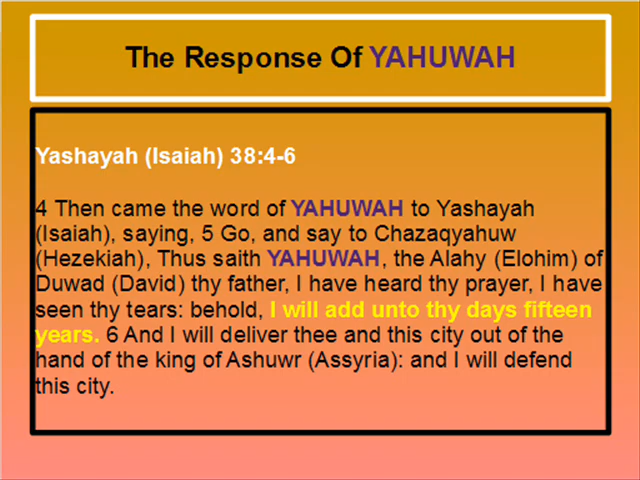 The Response Of YAHUWAH
Yashayah (Isaiah) 38:4-6
4 Then came the word of YAHUWAH to Yashayah
(Isaiah), saying, 5 Go, and say to Chazaqyahuw
(Hezekiah), Thus saith YAHUWAH, the Alahy (Elohim) of
Duwad (David) thy father, I have heard thy prayer, I have
seen thy tears: behold, I will add unto thy days fifteen
years. 6 And I will deliver thee and this city out of the
hand of the king of Ashuwr (Assyria): and I will defend
this city.